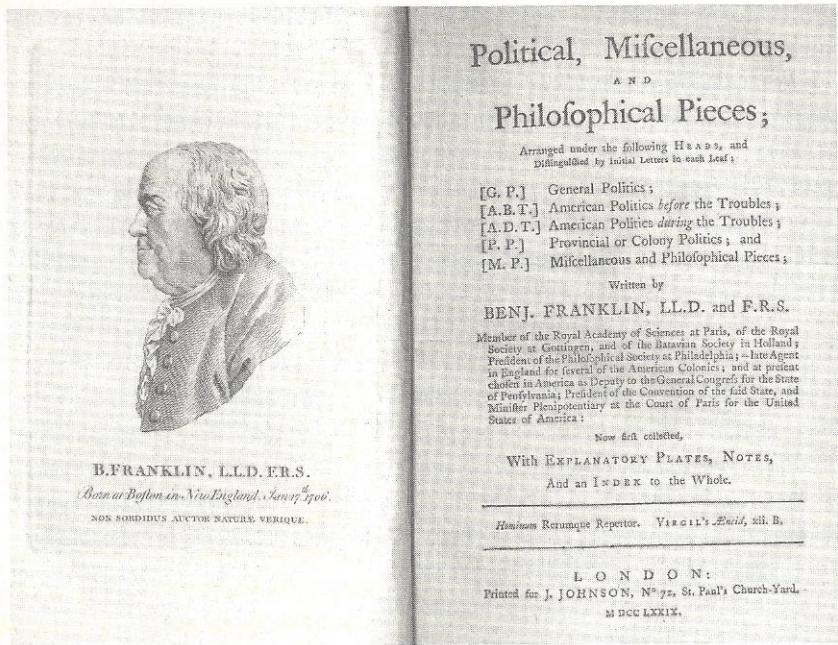 B.FRANKLIN, L.L.D. F.R.S.
Born at Boston in New England, Jan. 17th. 1706.
NON SORDIDUS AUCTOR NATURÆ, VERIQUE.
Political, Miſcellaneous,
AND
Philoſophical Pieces;
Arranged under the following HEADS, and
Diſtinguiſhed by Initial Letters in each Leaf:
[G. P.] General Politics;
[A.B.T.] American Politics before the Troubles;
[A.D.T.] American Politics during the Troubles;
[P. P.] Provincial or Colony Politics; and
[M. P.] Miſcellaneous and Philoſophical Pieces;
Written by
BENJ. FRANKLIN, LL.D. and F.R.S.
Member of the Royal Academy of Sciences at Paris, of the Royal
Society at Gottingen, and of the Batavian Society in Holland;
Preſident of the Philoſophical Society at Philadelphia; late Agent
in England for ſeveral of the American Colonies; and at preſent
choſen in America as Deputy to the General Congreſs for the State
of Penſylvania; Preſident of the Convention of the ſaid State, and
Miniſter Plenipotentiary at the Court of Paris for the United
States of America:
Now firſt collected,
With EXPLANATORY PLATES, NOTES,
And an INDEX to the Whole.
Hominum Rerumque Repertor. VIRGIL's Æneid, xii. B.
LONDON:
Printed for J. JOHNSON, No 72, St. Paul's Church-Yard.
M DCC LXXIX.